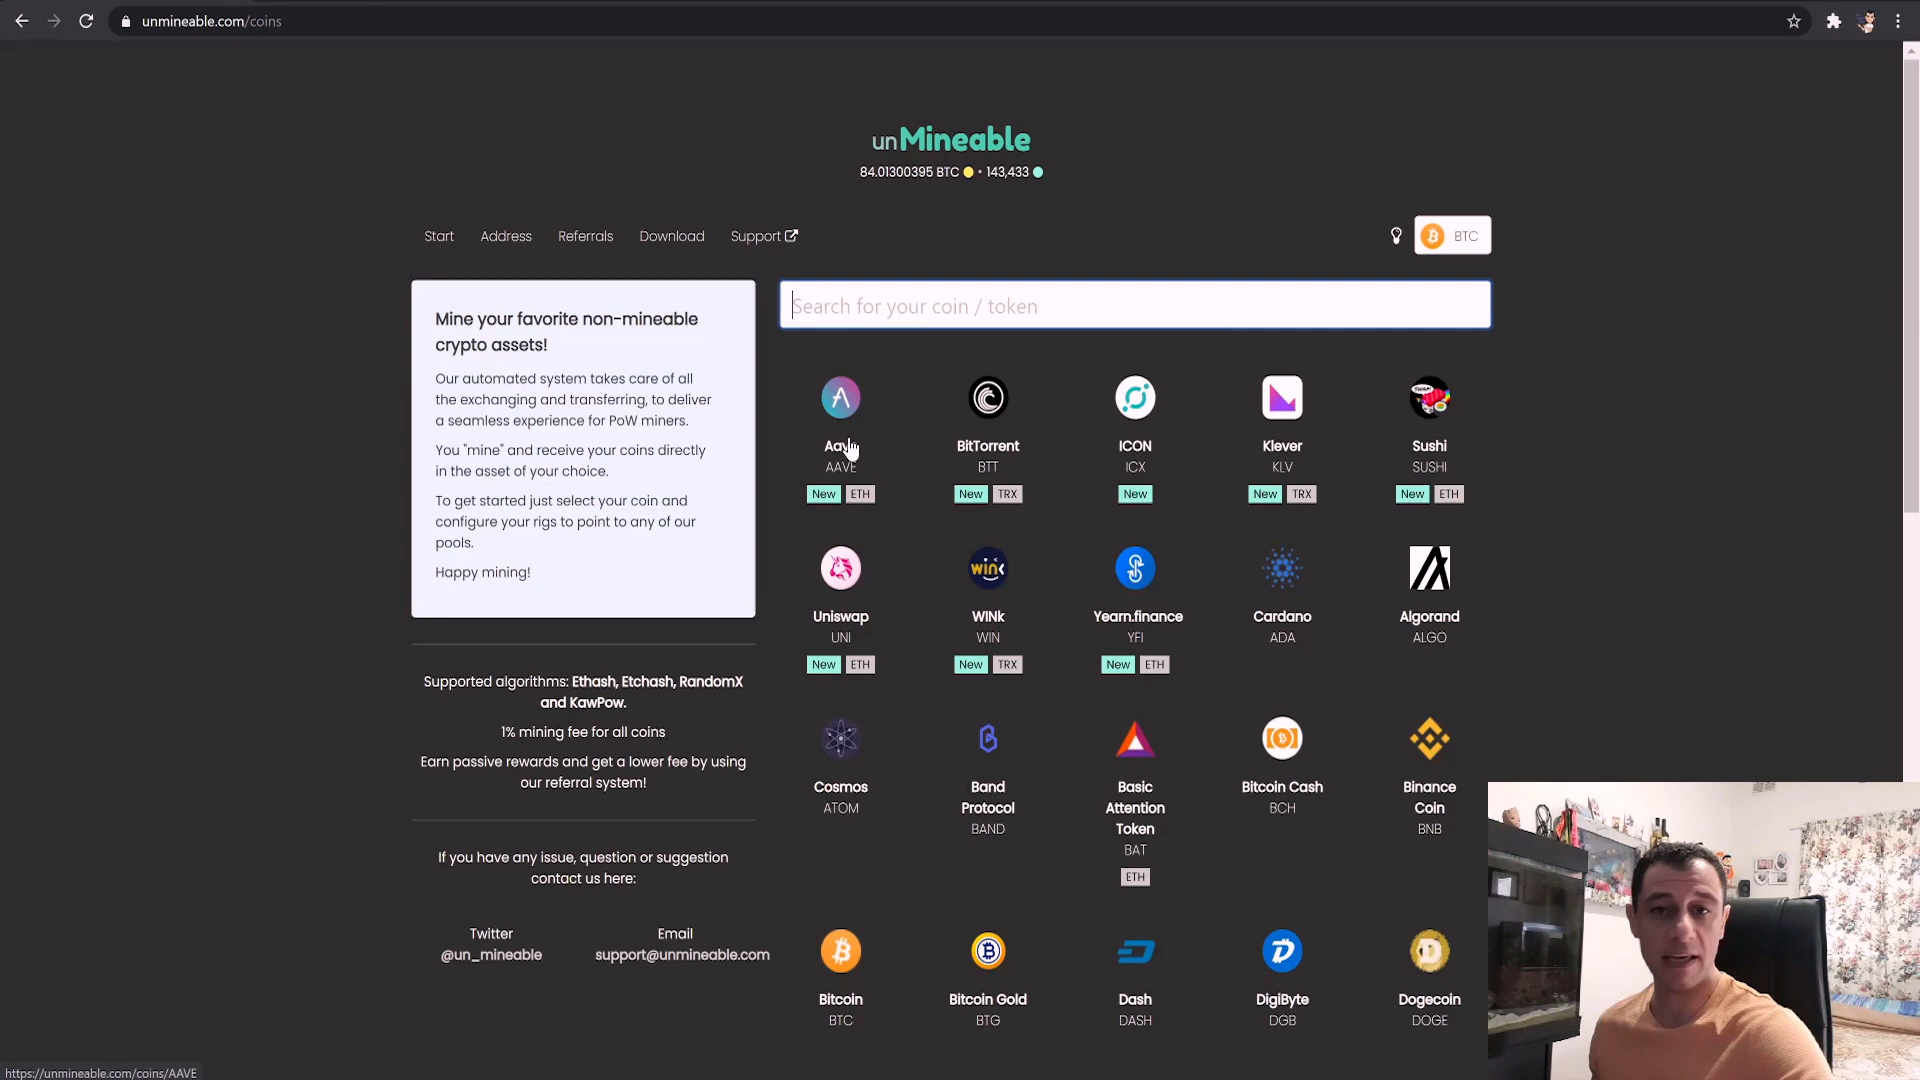 unmineable.com/coins
unMineable
84.01300395 BTC • 143,433
Start Address Referrals Download Support
BTC
Mine your favorite non-mineable
crypto assets!
Our automated system takes care of all
the exchanging and transferring, to deliver
a seamless experience for PoW miners.
You "mine" and receive your coins directly
in the asset of your choice.
To get started just select your coin and
configure your rigs to point to any of our
pools.
Happy mining!
Supported algorithms: Ethash, Etchash, RandomX
and KawPow.
1% mining fee for all coins
Earn passive rewards and get a lower fee by using
our referral system!
If you have any issue, question or suggestion
contact us here:
Twitter
@un_mineable
Email
support@unmineable.com
Search for your coin / token
Aave
AAVE
New ETH
BitTorrent
BTT
New TRX
ICON
ICX
New
Klever
KLV
New TRX
Sushi
SUSHI
New ETH
Uniswap
UNI
New ETH
WINk
WIN
New TRX
Yearn.finance
YFI
New ETH
Cardano
ADA
Algorand
ALGO
Cosmos
ATOM
Band
Protocol
BAND
Basic
Attention
Token
BAT
ETH
Bitcoin Cash
BCH
Binance
Coin
BNB
Bitcoin
BTC
Bitcoin Gold
BTG
Dash
DASH
DigiByte
DGB
Dogecoin
DOGE
https://unmineable.com/coins/AAVE